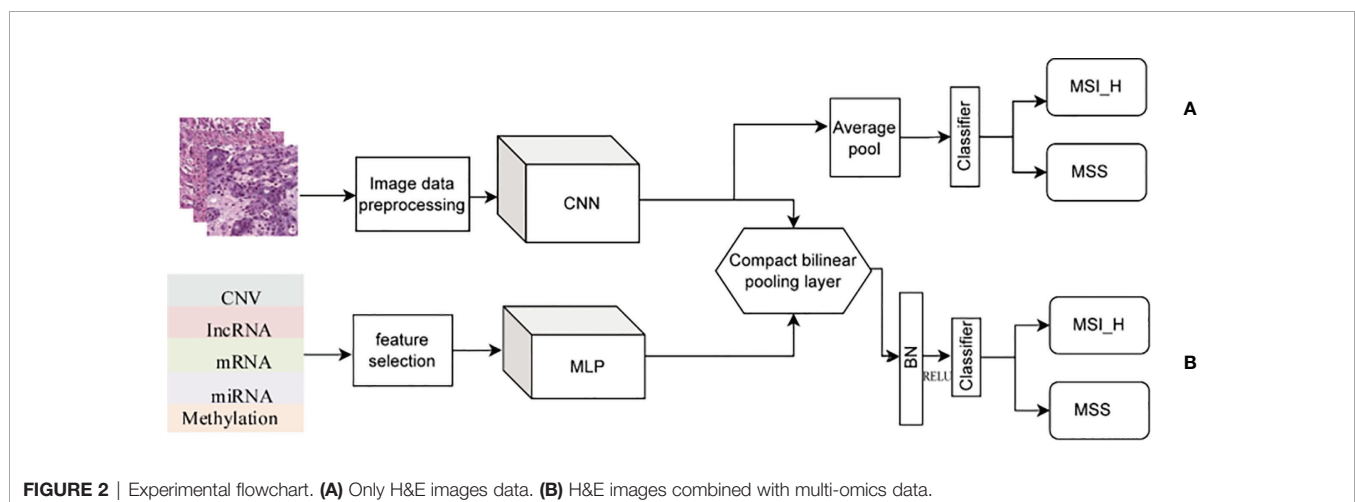 Image data
preprocessing
CNN
Average
pool
Classifier
MSI_H
MSS
A
Compact bilinear
pooling layer
CNV
lncRNA
mRNA
miRNA
Methylation
feature
selection
MLP
BN
RELU
Classifier
MSI_H
MSS
B
FIGURE 2 | Experimental flowchart. (A) Only H&E images data. (B) H&E images combined with multi-omics data.